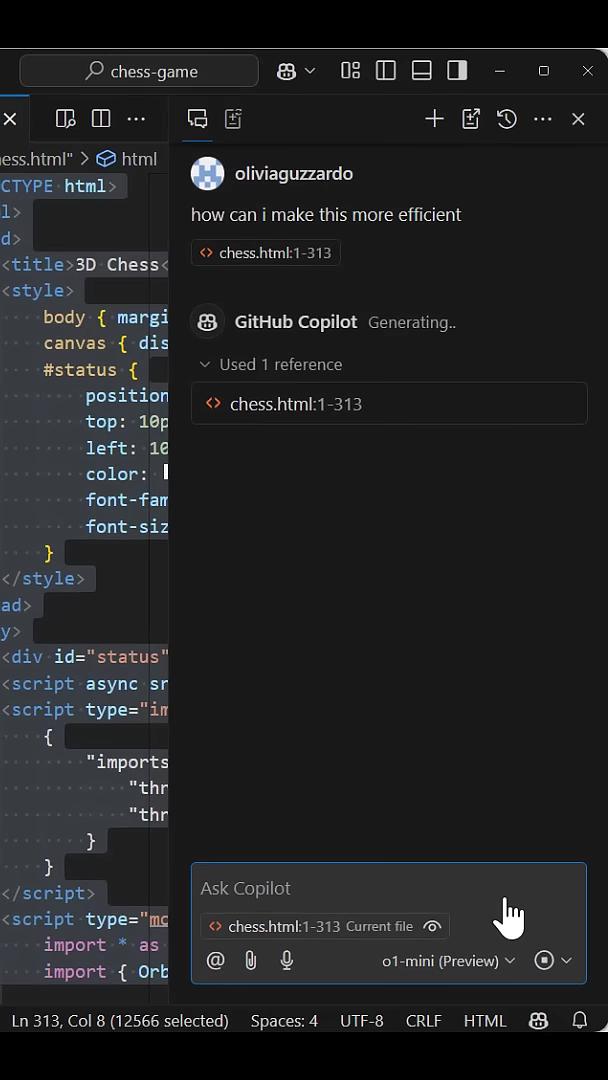 chess-game
ess.html" > html
CTYPE html>
l>
d>
<title>3D Chess<
<style>
body { margi
canvas { dis
#status {
position
top: 10p
left: 10
color:
font-fam
font-siz
}
</style>
ad>
y>
<div id="status"
<script async sr
<script type="im
{
"imports
"thr
"thr
}
}
</script>
<script type="mo
import * as
import { Orb
oliviaguzzardo
how can i make this more efficient
<> chess.html:1-313
GitHub Copilot Generating..
Used 1 reference
<> chess.html:1-313
Ask Copilot
<> chess.html:1-313 Current file
@ o1-mini (Preview)
Ln 313, Col 8 (12566 selected) Spaces: 4 UTF-8 CRLF HTML